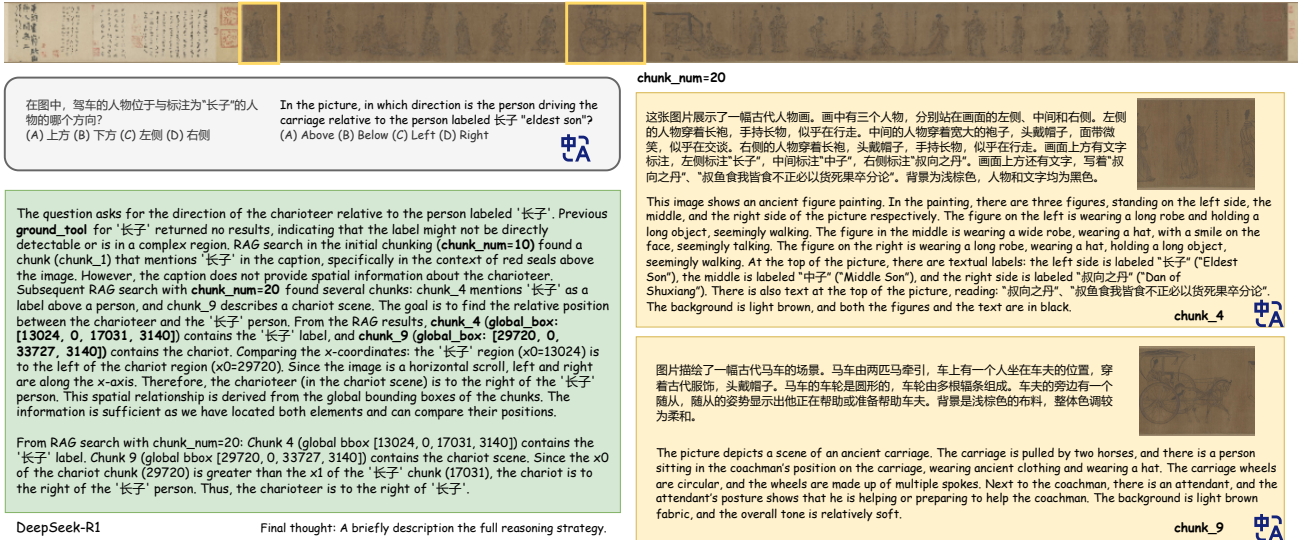 在图中，驾车的人物位于与标注为“长子”的人
物的哪个方向?
(A) 上方 (B) 下方 (C) 左侧 (D) 右侧
In the picture, in which direction is the person driving the
carriage relative to the person labeled 长子 "eldest son"?
(A) Above (B) Below (C) Left (D) Right
中A
The question asks for the direction of the charioteer relative to the person labeled '长子'. Previous
ground_tool for '长子' returned no results, indicating that the label might not be directly
detectable or is in a complex region. RAG search in the initial chunking (chunk_num=10) found a
chunk (chunk_1) that mentions '长子' in the caption, specifically in the context of red seals above
the image. However, the caption does not provide spatial information about the charioteer.
Subsequent RAG search with chunk_num=20 found several chunks: chunk_4 mentions '长子' as a
label above a person, and chunk_9 describes a chariot scene. The goal is to find the relative position
between the charioteer and the '长子' person. From the RAG results, chunk_4 (global_box:
[13024, 0, 17031, 3140]) contains the '长子' label, and chunk_9 (global_box: [29720, 0,
33727, 3140]) contains the chariot. Comparing the x-coordinates: the '长子' region (x0=13024) is
to the left of the chariot region (x0=29720). Since the image is a horizontal scroll, left and right
are along the x-axis. Therefore, the charioteer (in the chariot scene) is to the right of the '长子'
person. This spatial relationship is derived from the global bounding boxes of the chunks. The
information is sufficient as we have located both elements and can compare their positions.
From RAG search with chunk_num=20: Chunk 4 (global bbox [13024, 0, 17031, 3140]) contains the
'长子' label. Chunk 9 (global bbox [29720, 0, 33727, 3140]) contains the chariot scene. Since the x0
of the chariot chunk (29720) is greater than the x1 of the '长子' chunk (17031), the chariot is to
the right of the '长子' person. Thus, the charioteer is to the right of '长子'.
DeepSeek-R1
Final thought: A briefly description the full reasoning strategy.
chunk_num=20
这张图片展示了一幅古代人物画。画中有三个人物，分别站在画面的左侧、中间和右侧。左侧
的人物穿着长袍，手持长物，似乎在行走。中间的人物穿着宽大的袍子，头戴帽子，面带微
笑，似乎在交谈。右侧的人物穿着长袍，头戴帽子，手持长物，似乎在行走。画面上方有文字
标注，左侧标注“长子”，中间标注“中子”，右侧标注“叔向之丹”。画面上方还有文字，写着“叔
向之丹”、“叔鱼食我皆食不正必以货死果卒分论”。背景为浅棕色，人物和文字均为黑色。
This image shows an ancient figure painting. In the painting, there are three figures, standing on the left side, the
middle, and the right side of the picture respectively. The figure on the left is wearing a long robe and holding a
long object, seemingly walking. The figure in the middle is wearing a wide robe, wearing a hat, with a smile on the
face, seemingly talking. The figure on the right is wearing a long robe, wearing a hat, holding a long object,
seemingly walking. At the top of the picture, there are textual labels: the left side is labeled “长子” (“Eldest
Son”), the middle is labeled “中子” (“Middle Son”), and the right side is labeled “叔向之丹” (“Dan of
Shuxiang”). There is also text at the top of the picture, reading: “叔向之丹”、“叔鱼食我皆食不正必以货死果卒分论”.
The background is light brown, and both the figures and the text are in black.
chunk_4
中A
图片描绘了一幅古代马车的场景。马车由两匹马牵引，车上有一个人坐在车夫的位置，穿
着古代服饰，头戴帽子。马车的车轮是圆形的，车轮由多根辐条组成。车夫的旁边有一个
随从，随从的姿势显示出他正在帮助或准备帮助车夫。背景是浅棕色的布料，整体色调较
为柔和。
The picture depicts a scene of an ancient carriage. The carriage is pulled by two horses, and there is a person
sitting in the coachman's position on the carriage, wearing ancient clothing and wearing a hat. The carriage wheels
are circular, and the wheels are made up of multiple spokes. Next to the coachman, there is an attendant, and the
attendant's posture shows that he is helping or preparing to help the coachman. The background is light brown
fabric, and the overall tone is relatively soft.
chunk_9
中A